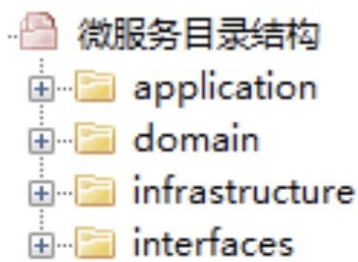 微服务目录结构
application
domain
infrastructure
interfaces